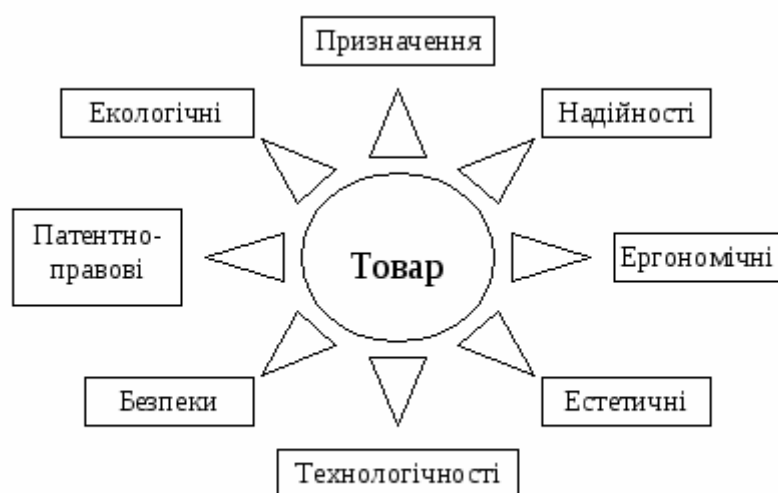 Призначення
Екологічні
Надійності
Патентно-
правові
Товар
Ергономічні
Безпеки
Естетичні
Технологічності